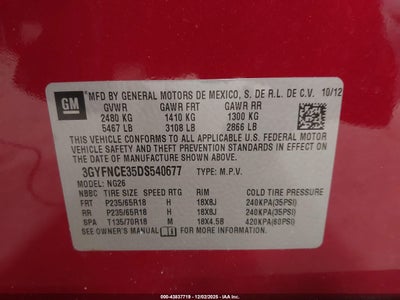 GM
MFD BY GENERAL MOTORS DE MEXICO, S. DE R.L. DE C.V. 10/12
GVWR GAWR FRT GAWR RR
2480 KG 1410 KG 1300 KG
5467 LB 3108 LB 2866 LB
THIS VEHICLE CONFORMS TO ALL APPLICABLE U.S. FEDERAL MOTOR
VEHICLE SAFETY AND THEFT PREVENTION STANDARDS IN EFFECT ON
THE DATE OF MANUFACTURE SHOWN ABOVE.
3GYFNCE35DS540677 TYPE: M.P.V.
MODEL: NG26
NBBC TIRE SIZE SPEED RTG RIM COLD TIRE PRESSURE
FRT P235/65R18 H 18X8J 240KPA(35PSI)
RR P235/65R18 H 18X8J 240KPA(35PSI)
SPA T135/70R18 M 18X4.5B 420KPA(60PSI)
SEE OWNER'S MANUAL FOR MORE INFORMATION.
STOCK: 43837719 - 12/02/2025 - IAA